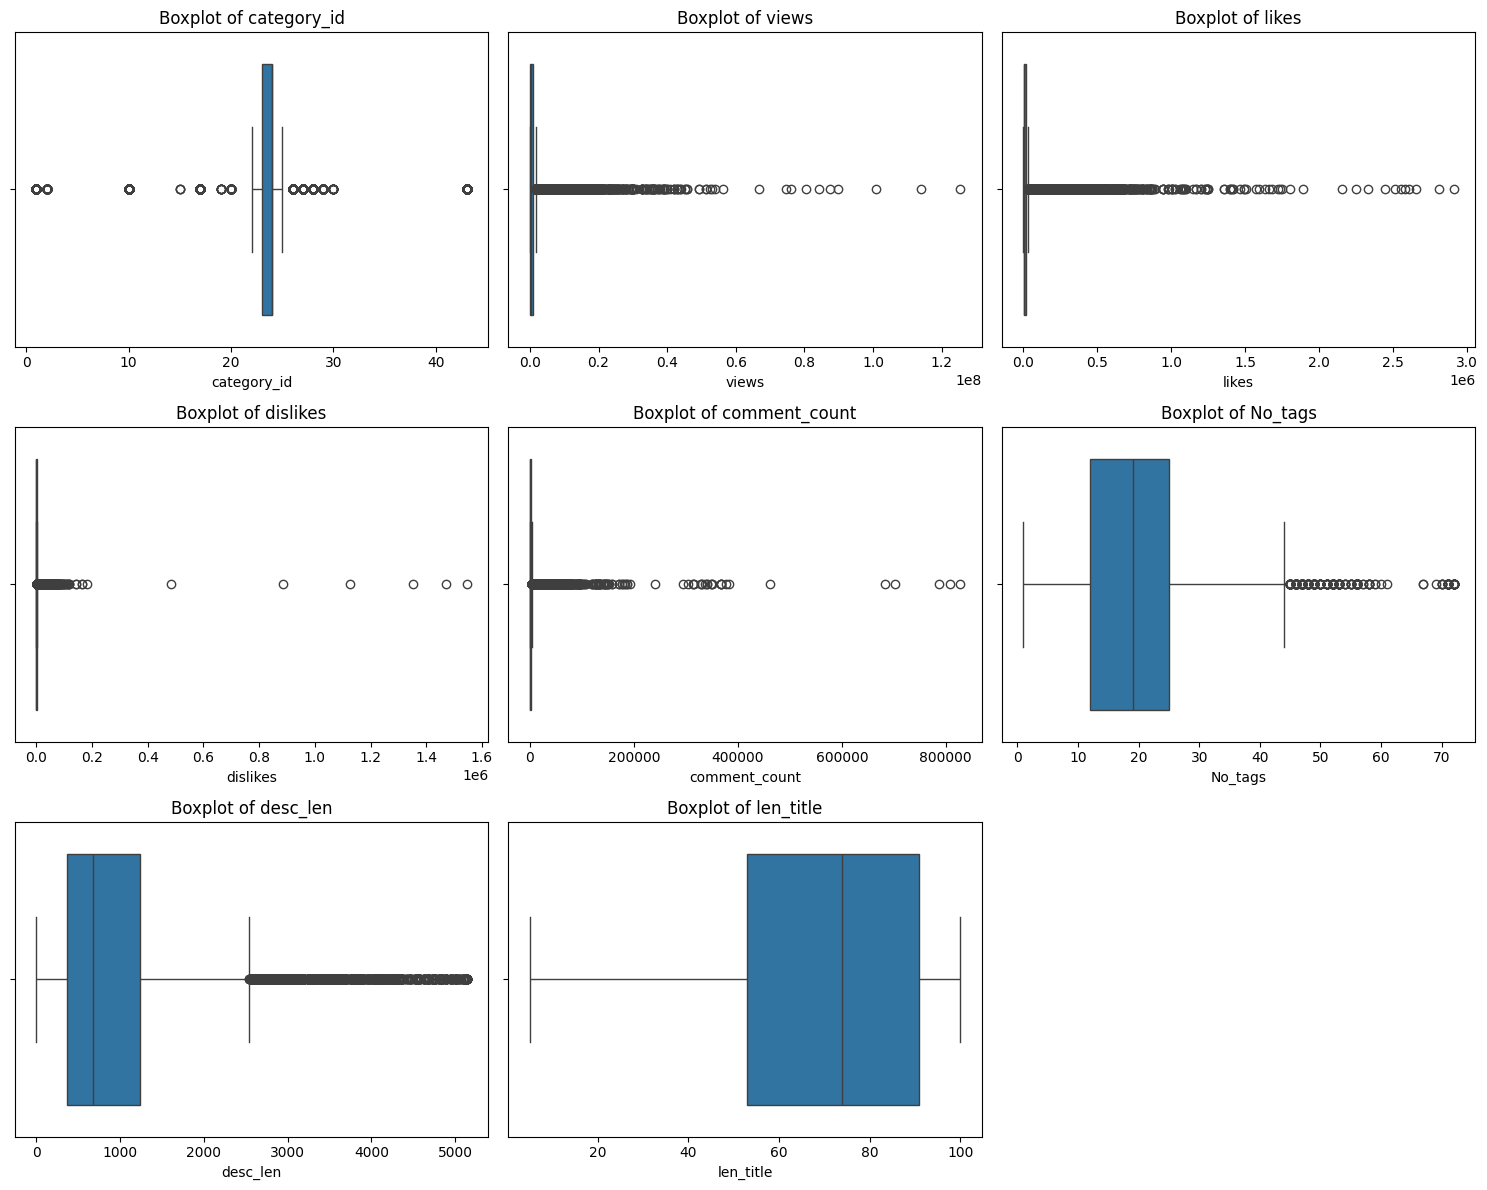 Boxplot of category_id
0 10 20 30 40
category_id
Boxplot of views
0.0 0.2 0.4 0.6 0.8 1.0 1.2
1e8
views
Boxplot of likes
0.0 0.5 1.0 1.5 2.0 2.5 3.0
1e6
likes
Boxplot of dislikes
0.0 0.2 0.4 0.6 0.8 1.0 1.2 1.4 1.6
1e6
dislikes
Boxplot of comment_count
0 200000 400000 600000 800000
comment_count
Boxplot of No_tags
0 10 20 30 40 50 60 70
No_tags
Boxplot of desc_len
0 1000 2000 3000 4000 5000
desc_len
Boxplot of len_title
20 40 60 80 100
len_title